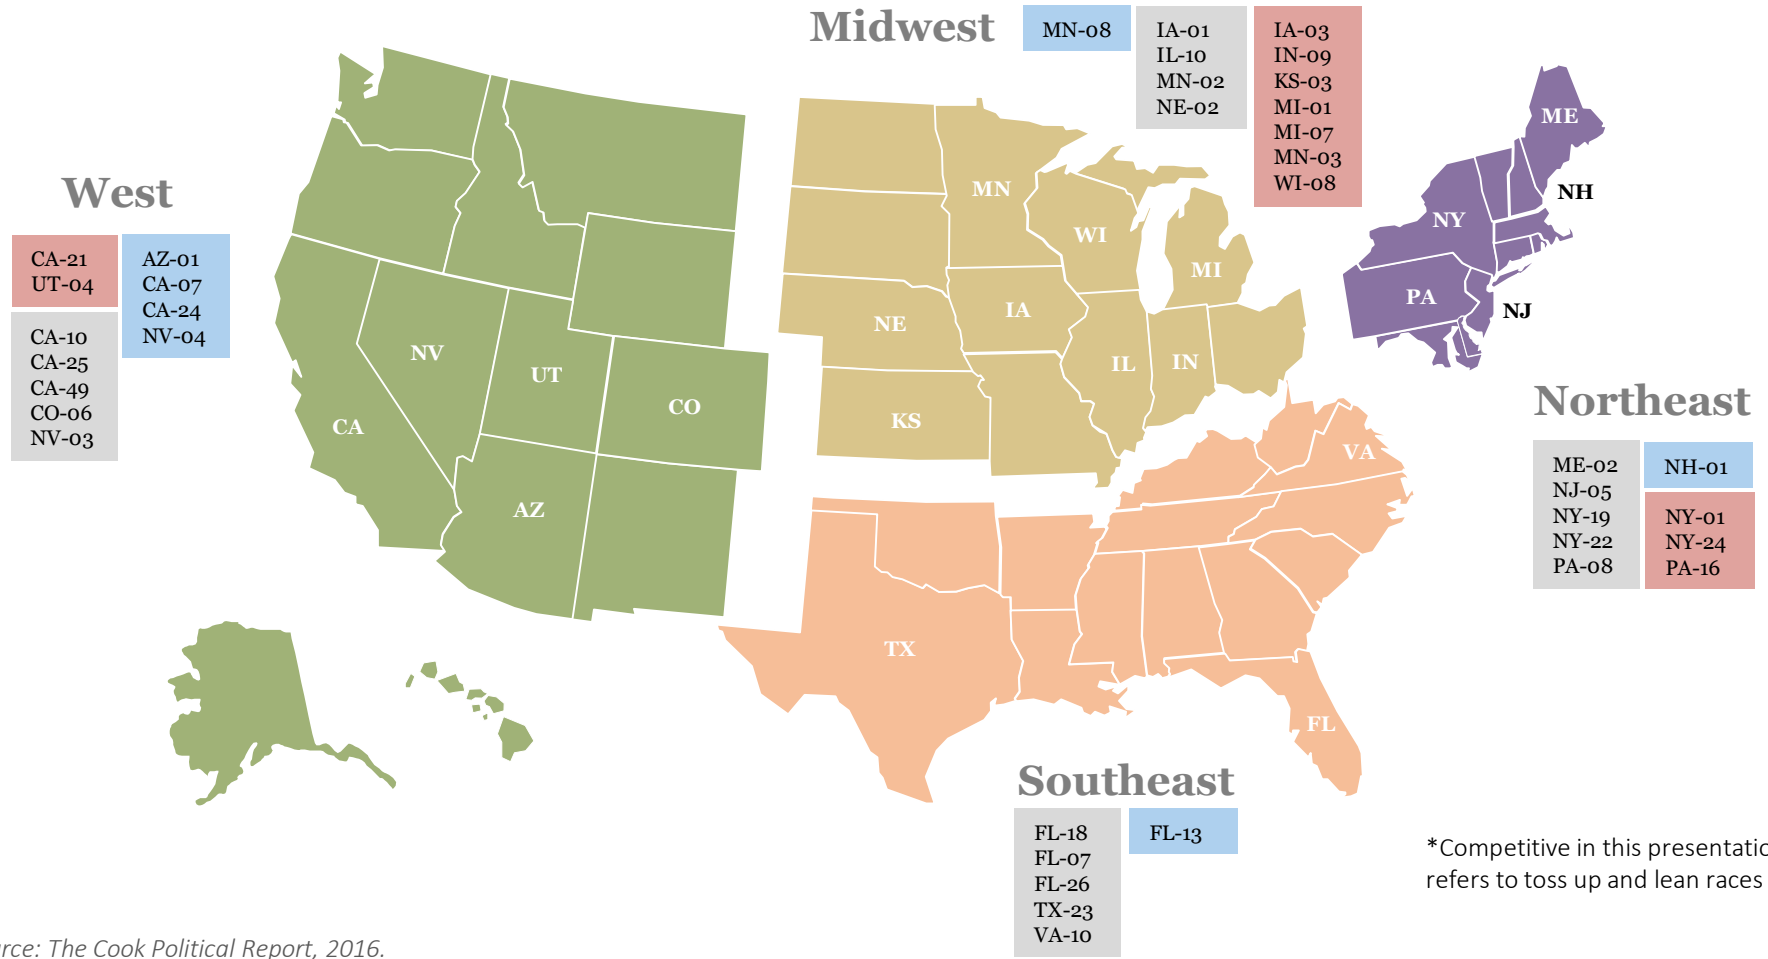 Midwest
MN-08
IA-01
IL-10
MN-02
NE-02
IA-03
IN-09
KS-03
MI-01
MI-07
MN-03
WI-08
West
CA-21
UT-04
AZ-01
CA-07
CA-24
NV-04
CA-10
CA-25
CA-49
CO-06
NV-03
ME
NH
NY
PA
NJ
MN
WI
MI
IA
NE
IL
IN
KS
NV
UT
CO
CA
AZ
VA
TX
FL
Northeast
ME-02
NJ-05
NY-19
NY-22
PA-08
NH-01
NY-01
NY-24
PA-16
Southeast
FL-18
FL-07
FL-26
TX-23
VA-10
FL-13
*Competitive in this presentatio
refers to toss up and lean races
urce: The Cook Political Report, 2016.